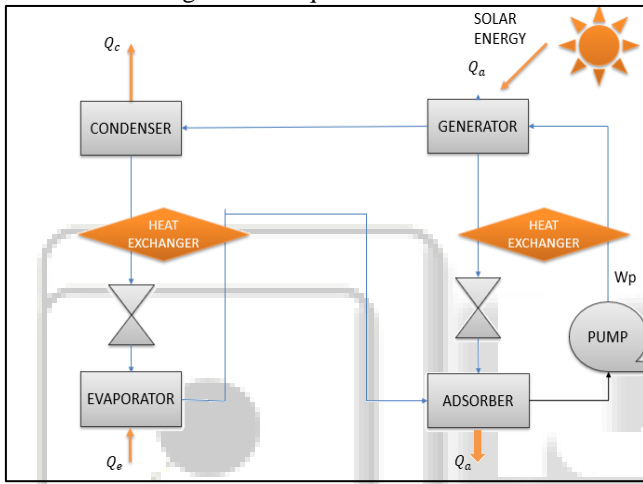 SOLAR
ENERGY
Q_c
Q_a
CONDENSER
GENERATOR
HEAT
EXCHANGER
HEAT
EXCHANGER
Wp
PUMP
EVAPORATOR
ADSORBER
Q_e
Q_a